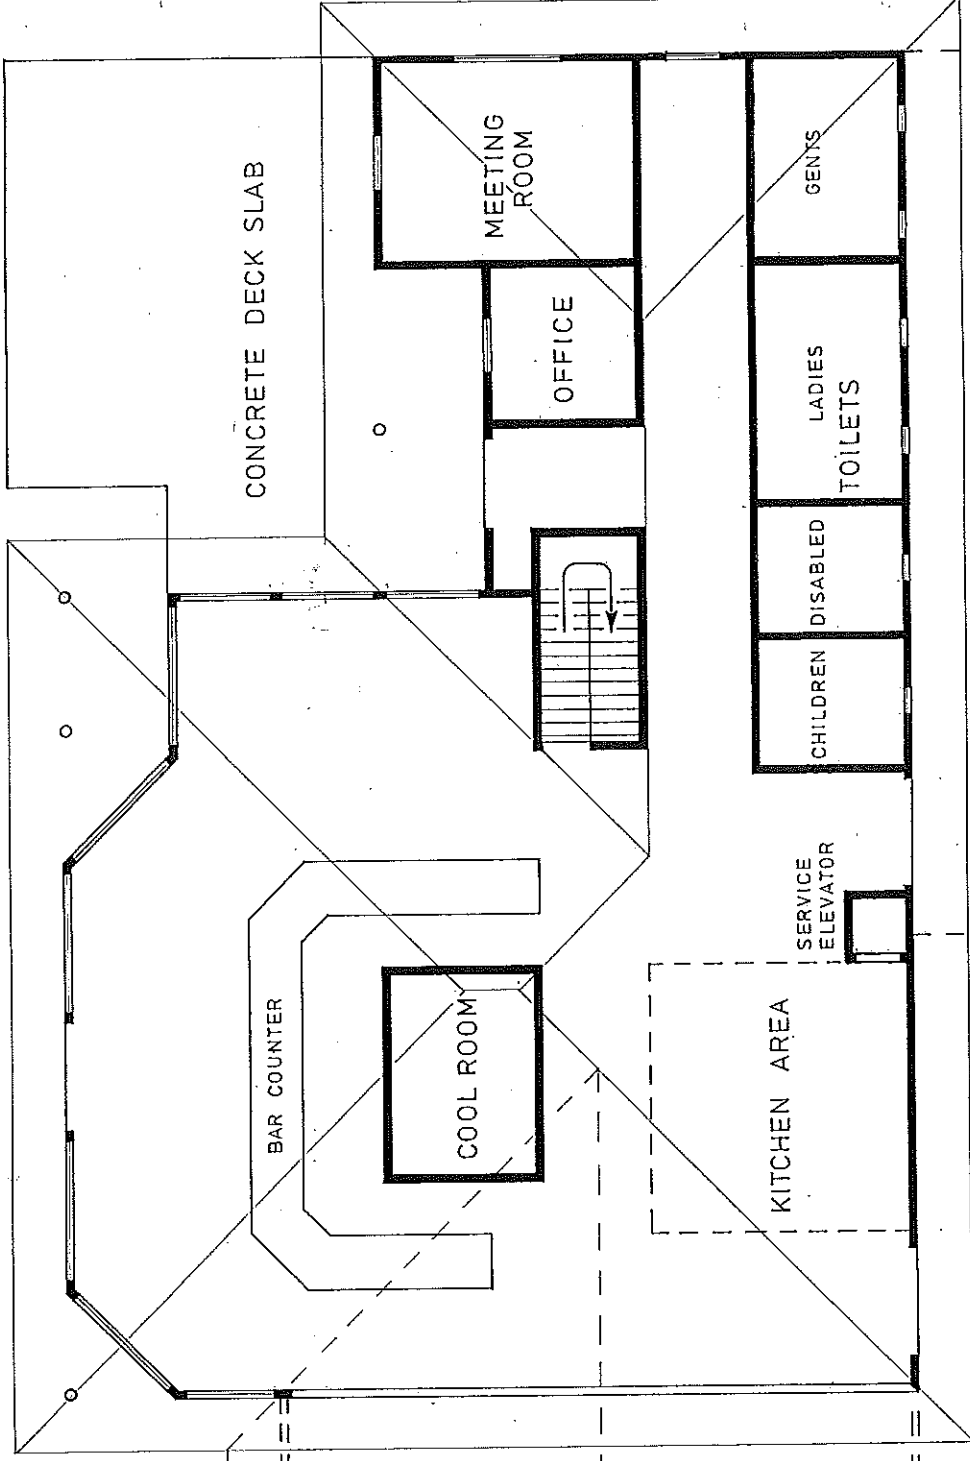 CONCRETE DECK SLAB
MEETING
ROOM
OFFICE
GENTS
LADIES
TOILETS
DISABLED
CHILDREN
SERVICE
ELEVATOR
BAR COUNTER
COOL ROOM
KITCHEN AREA